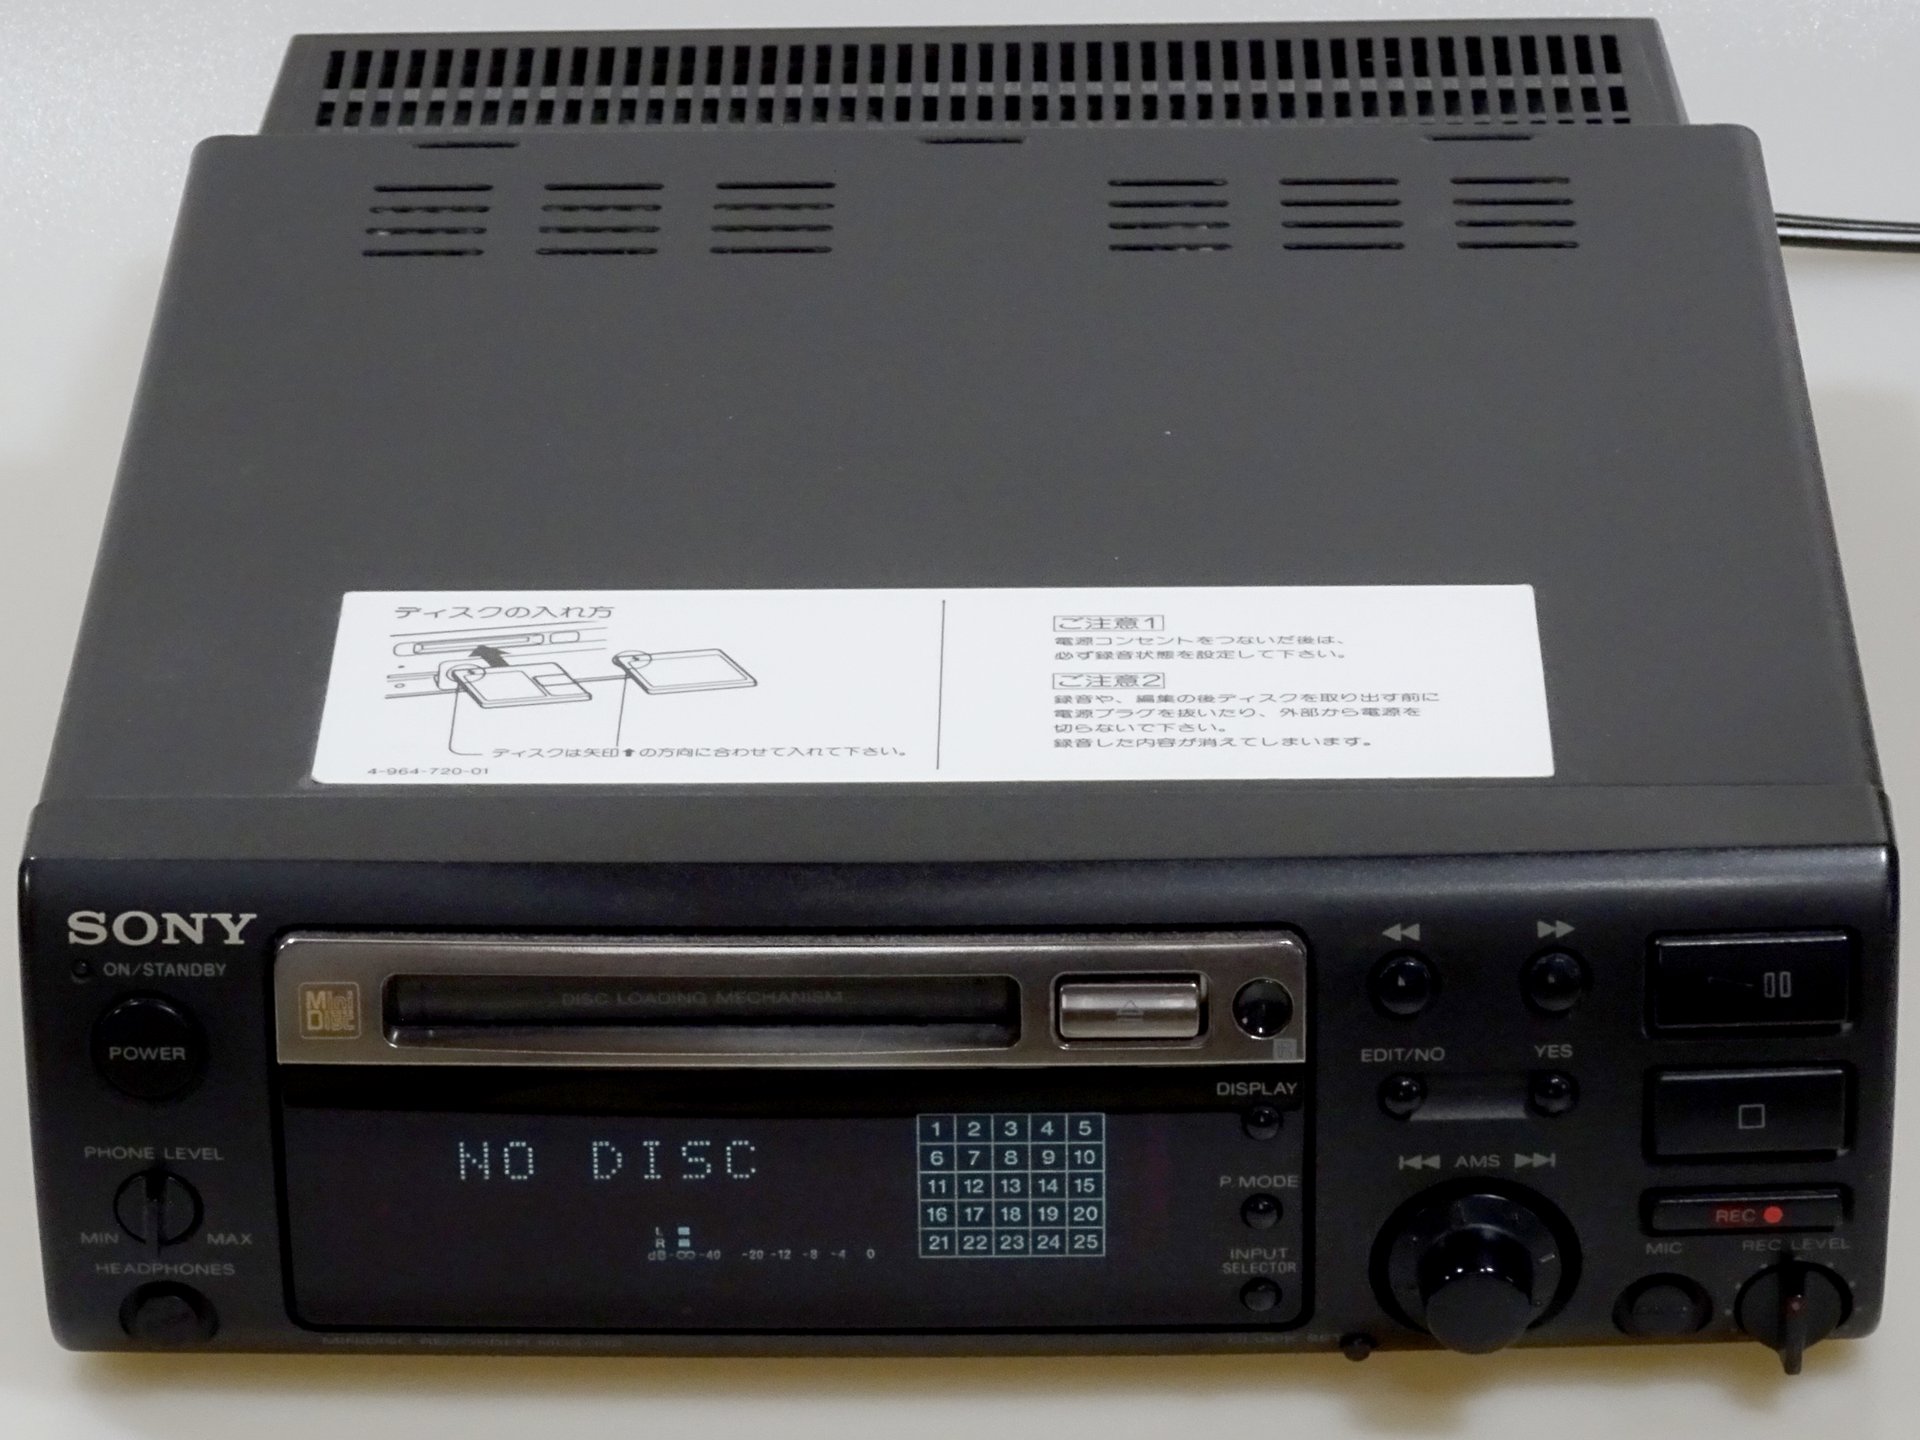 ディスクの入れ方
ディスクは矢印⬆の方向に合わせて入れて下さい。
4-964-720-01
ご注意1
電源コンセントをつないだ後は、
必ず録音状態を設定して下さい。
ご注意2
録音や、編集の後ディスクを取り出す前に
電源プラグを抜いたり、外部から電源を
切らないで下さい。
録音した内容が消えてしまいます。
SONY
ON/STANDBY
POWER
PHONE LEVEL
MIN MAX
HEADPHONES
Mini Disc
DISC LOADING MECHANISM
NO DISC
L
R
dB -∞ -40 -20 -12 -8 -4 0
1 2 3 4 5
6 7 8 9 10
11 12 13 14 15
16 17 18 19 20
21 22 23 24 25
DISPLAY
P.MODE
INPUT
SELECTOR
EDIT/NO YES
AMS
REC
MIC REC LEVEL